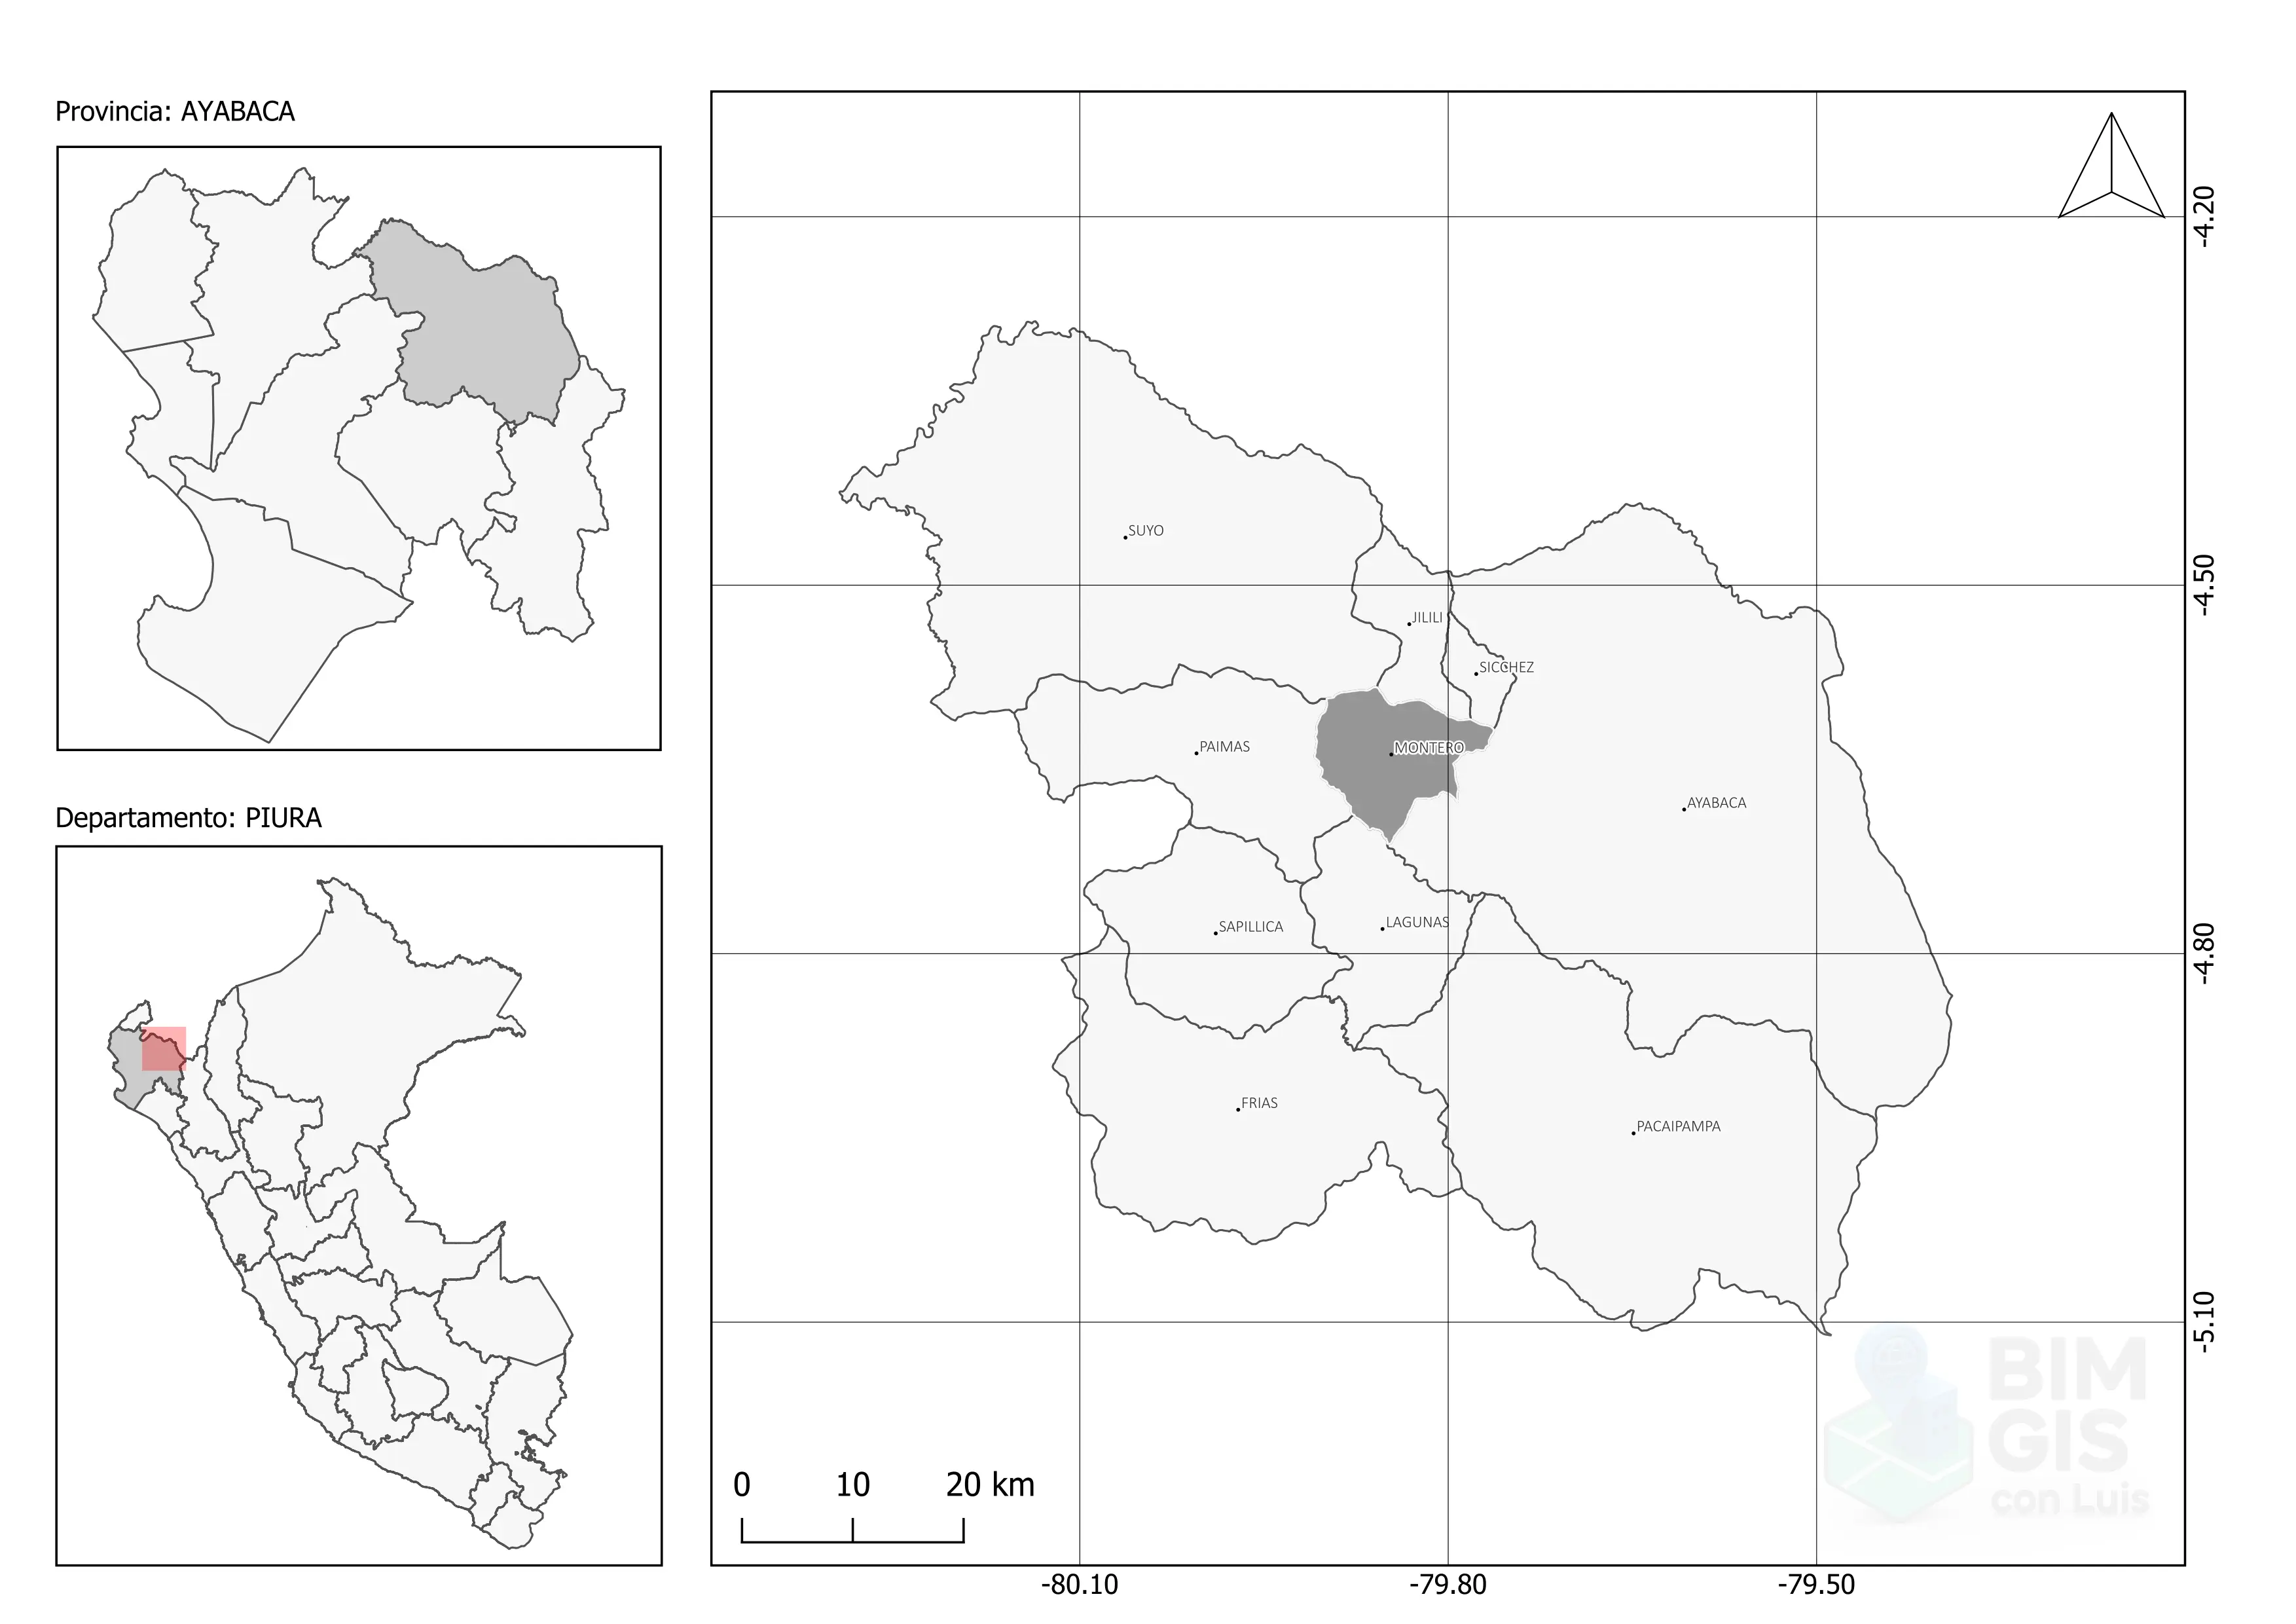 Provincia: AYABACA
Departamento: PIURA
SUYO
JILILI
SICCHEZ
PAIMAS
MONTERO
AYABACA
SAPILLICA
LAGUNAS
FRIAS
PACAIPAMPA
-4.20
-4.50
-4.80
-5.10
0 10 20 km
-80.10 -79.80 -79.50
BIM
GIS
con Luis